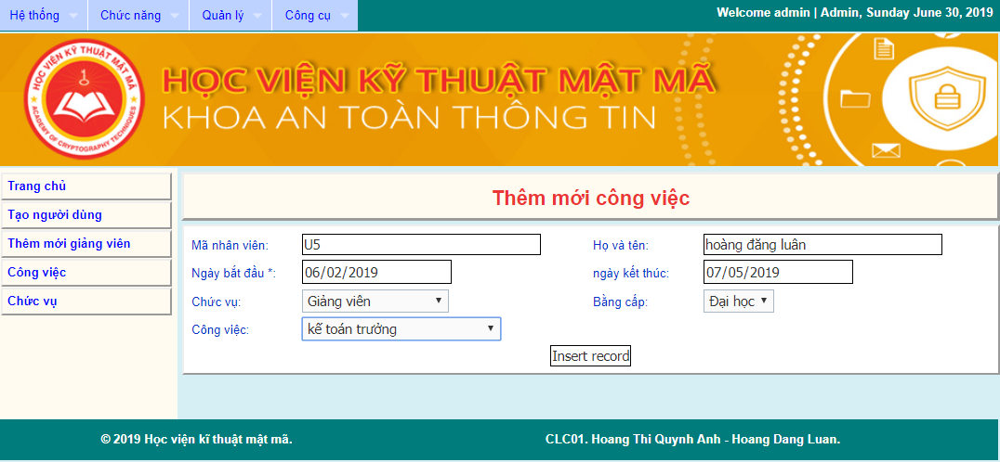 Hệ thống Chức năng Quản lý Công cụ Welcome admin | Admin, Sunday June 30, 2019
HỌC VIỆN KỸ THUẬT MẬT MÃ
ACADEMY OF CRYPTOGRAPHY TECHNIQUES
HỌC VIỆN KỸ THUẬT MẬT MÃ
KHOA AN TOÀN THÔNG TIN
Trang chủ
Tạo người dùng
Thêm mới giảng viên
Công việc
Chức vụ
Thêm mới công việc
Mã nhân viên: U5 Họ và tên: hoàng đăng luân
Ngày bắt đầu *: 06/02/2019 ngày kết thúc: 07/05/2019
Chức vụ: Giảng viên Bằng cấp: Đại học
Công việc: kế toán trưởng
Insert record
© 2019 Học viện kĩ thuật mật mã. CLC01. Hoang Thi Quynh Anh - Hoang Dang Luan.